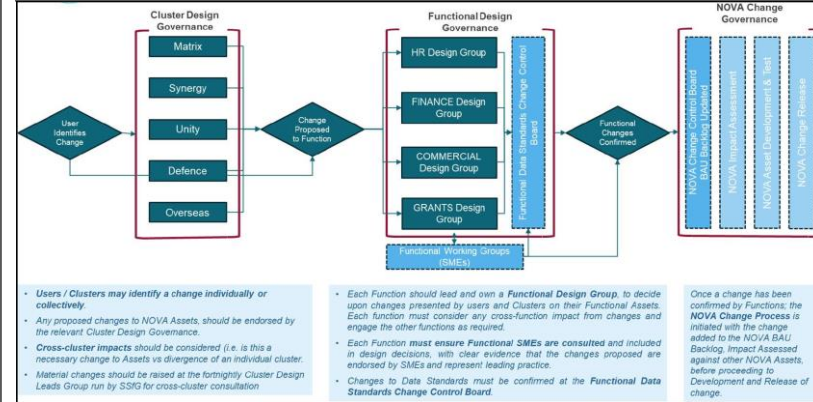 Cluster Design
Governance
Matrix
Synergy
Unity
Defence
Overseas
User
Identifies
Change
Change
Proposed
to Function
Functional Design
Governance
HR Design Group
FINANCE Design
Group
COMMERCIAL
Design Group
GRANTS Design
Group
Functional Data Standards Change Control
Board
Functional Working Groups
(SMEs)
Functional
Changes
Confirmed
NOVA Change
Governance
NOVA Change Control Board
BAU Backlog Updated
NOVA Impact Assessment
NOVA Asset Development & Test
NOVA Change Release
• Users / Clusters may identify a change individually or
collectively.
• Any proposed changes to NOVA Assets, should be endorsed by
the relevant Cluster Design Governance.
• Cross-cluster impacts should be considered (i.e. is this a
necessary change to Assets vs divergence of an individual cluster.
• Material changes should be raised at the fortnightly Cluster Design
Leads Group run by SSfG for cross-cluster consultation
• Each Function should lead and own a Functional Design Group, to decide
upon changes presented by users and Clusters on their Functional Assets.
Each function must consider any cross-function impact from changes and
engage the other functions as required.
• Each Function must ensure Functional SMEs are consulted and included
in design decisions, with clear evidence that the changes proposed are
endorsed by SMEs and represent leading practice.
• Changes to Data Standards must be confirmed at the Functional Data
Standards Change Control Board.
Once a change has been
confirmed by Functions; the
NOVA Change Process is
initiated with the change
added to the NOVA BAU
Backlog, Impact Assessed
against other NOVA Assets,
before proceeding to
Development and Release of
change.